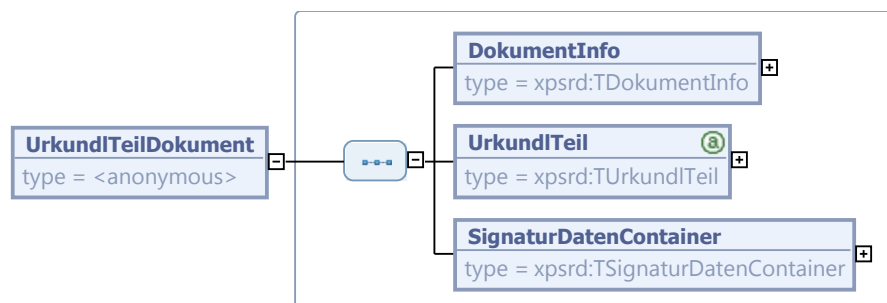 DokumentInfo
type = xpsrd:TDokumentInfo
UrkundlTeilDokument
type = <anonymous>
UrkundlTeil @
type = xpsrd:TUrkundlTeil
SignaturDatenContainer
type = xpsrd:TSignaturDatenContainer